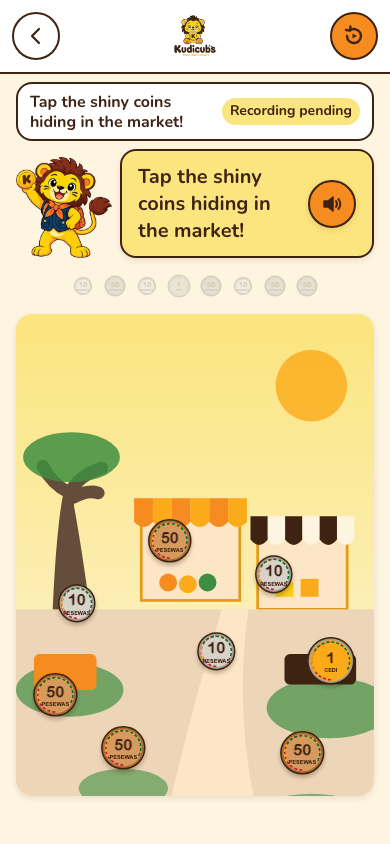 Kudicub's
Tap the shiny coins
hiding in the market!
Recording pending
K
Tap the shiny
coins hiding in
the market!
10
50
10
1
50
10
50
50
50
PESEWAS
10
PESEWAS
10
PESEWAS
10
PESEWAS
1
CEDI
50
PESEWAS
50
PESEWAS
50
PESEWAS